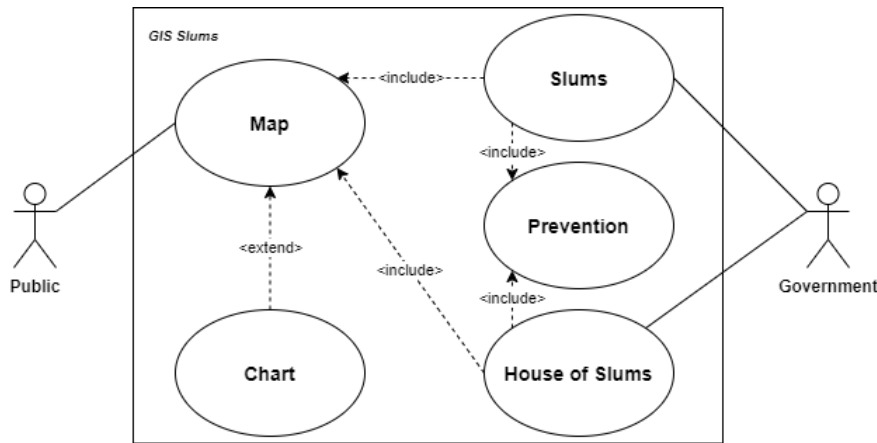 GIS Slums
Slums
<include>
Map
<include>
Prevention
<extend>
<include>
Public
Government
<include>
Chart
House of Slums